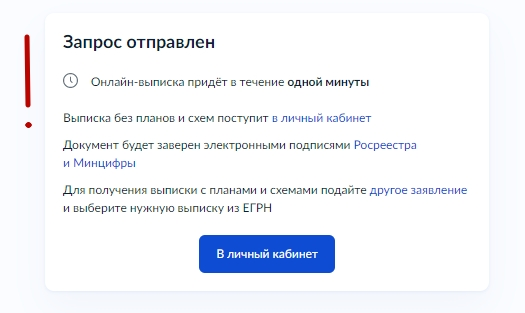 Запрос отправлен
Онлайн-выписка придёт в течение одной минуты
Выписка без планов и схем поступит в личный кабинет
Документ будет заверен электронными подписями Росреестра
и Минцифры
Для получения выписки с планами и схемами подайте другое заявление
и выберите нужную выписку из ЕГРН
В личный кабинет